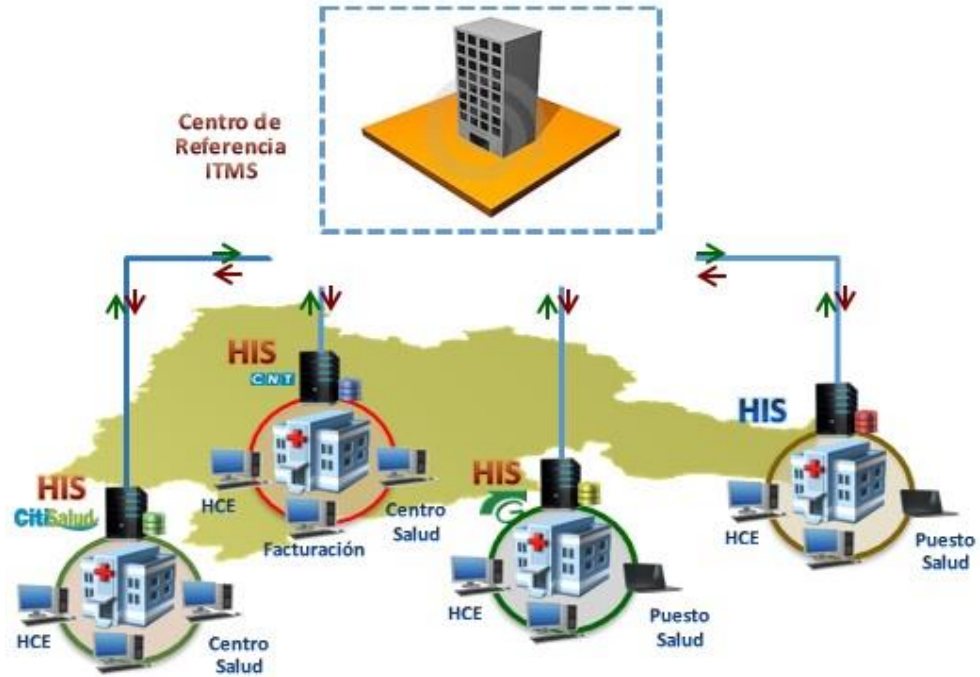 Centro de
Referencia
ITMS
HIS
CNT
HCE
Facturación
Centro
Salud
HIS
CitiSalud
HCE
Centro
Salud
HIS
G
HCE
Puesto
Salud
HIS
HCE
Puesto
Salud